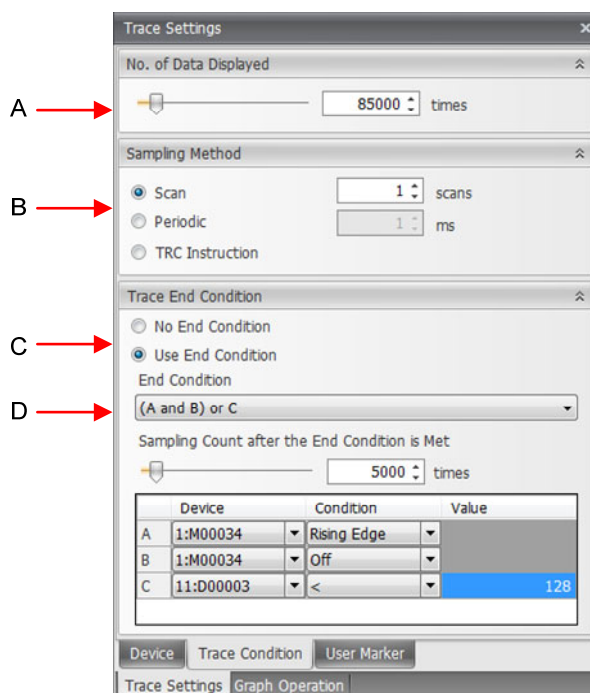 Trace Settings
No. of Data Displayed
A
85000 times
Sampling Method
B
Scan 1 scans
Periodic 1 ms
TRC Instruction
Trace End Condition
No End Condition
C
Use End Condition
End Condition
D
(A and B) or C
Sampling Count after the End Condition is Met
5000 times
Device Condition Value
A 1:M00034 Rising Edge
B 1:M00034 Off
C 11:D00003 < 128
Device Trace Condition User Marker
Trace Settings Graph Operation